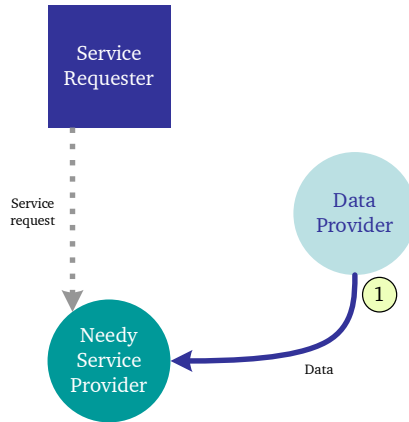 Service
Requester
Service
request
Data
Provider
1
Needy
Service
Provider
Data